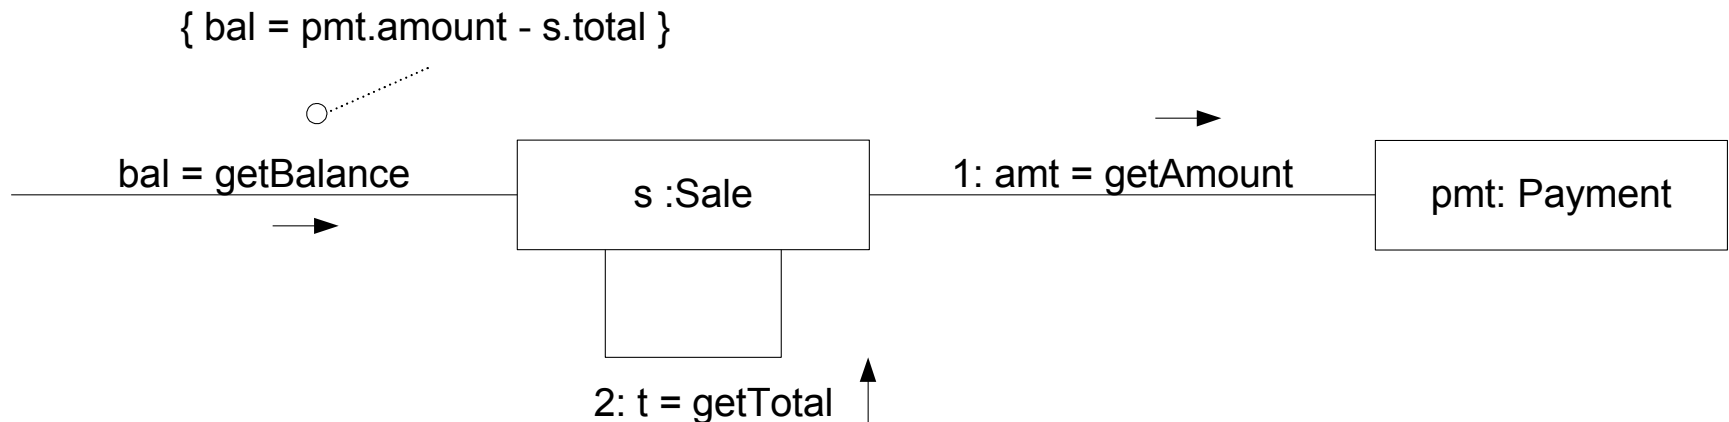 { bal = pmt.amount - s.total }
bal = getBalance
s :Sale
1: amt = getAmount
pmt: Payment
2: t = getTotal